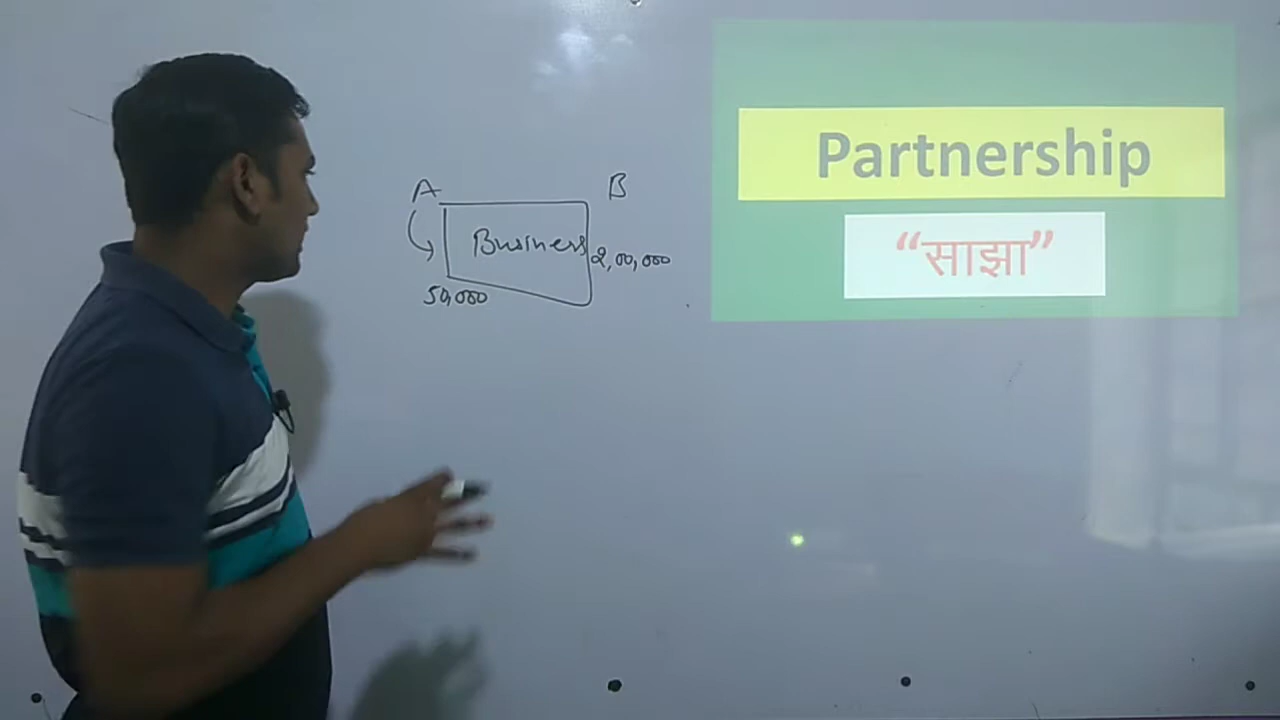 A
B
Business
2,00,000
50,000
Partnership
“साझा”